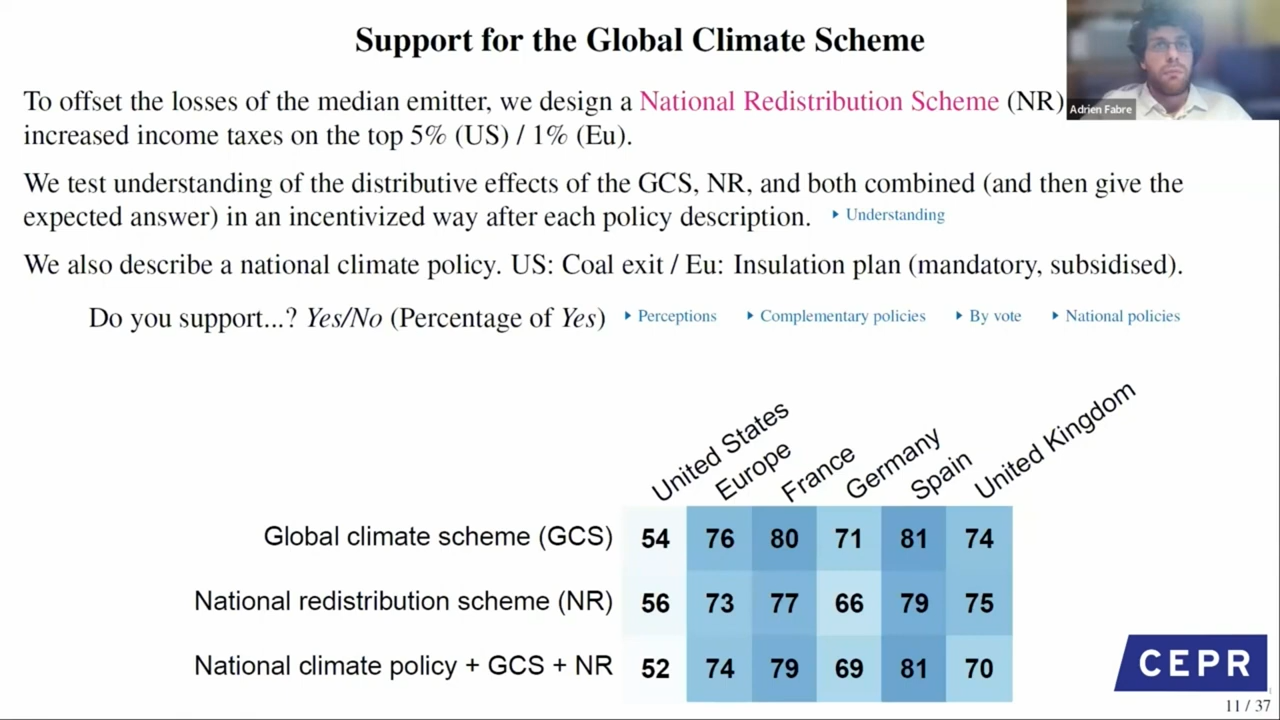 Support for the Global Climate Scheme
Adrien Fabre
To offset the losses of the median emitter, we design a National Redistribution Scheme (NR)
increased income taxes on the top 5% (US) / 1% (Eu).
We test understanding of the distributive effects of the GCS, NR, and both combined (and then give the
expected answer) in an incentivized way after each policy description. Understanding
We also describe a national climate policy. US: Coal exit / Eu: Insulation plan (mandatory, subsidised).
Do you support...? Yes/No (Percentage of Yes) Perceptions Complementary policies By vote National policies
United States Europe France Germany Spain United Kingdom
Global climate scheme (GCS) 54 76 80 71 81 74
National redistribution scheme (NR) 56 73 77 66 79 75
National climate policy + GCS + NR 52 74 79 69 81 70
CEPR
11 / 37